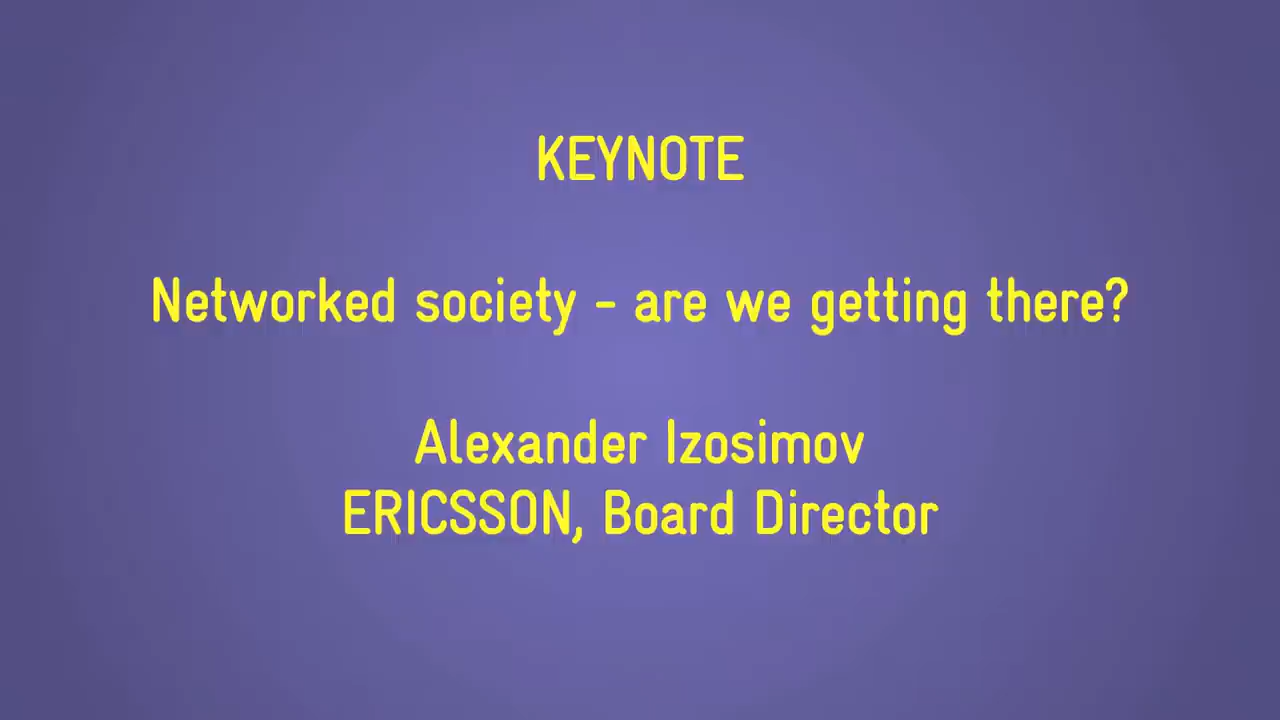 KEYNOTE
Networked society - are we getting there?
Alexander Izosimov
ERICSSON, Board Director